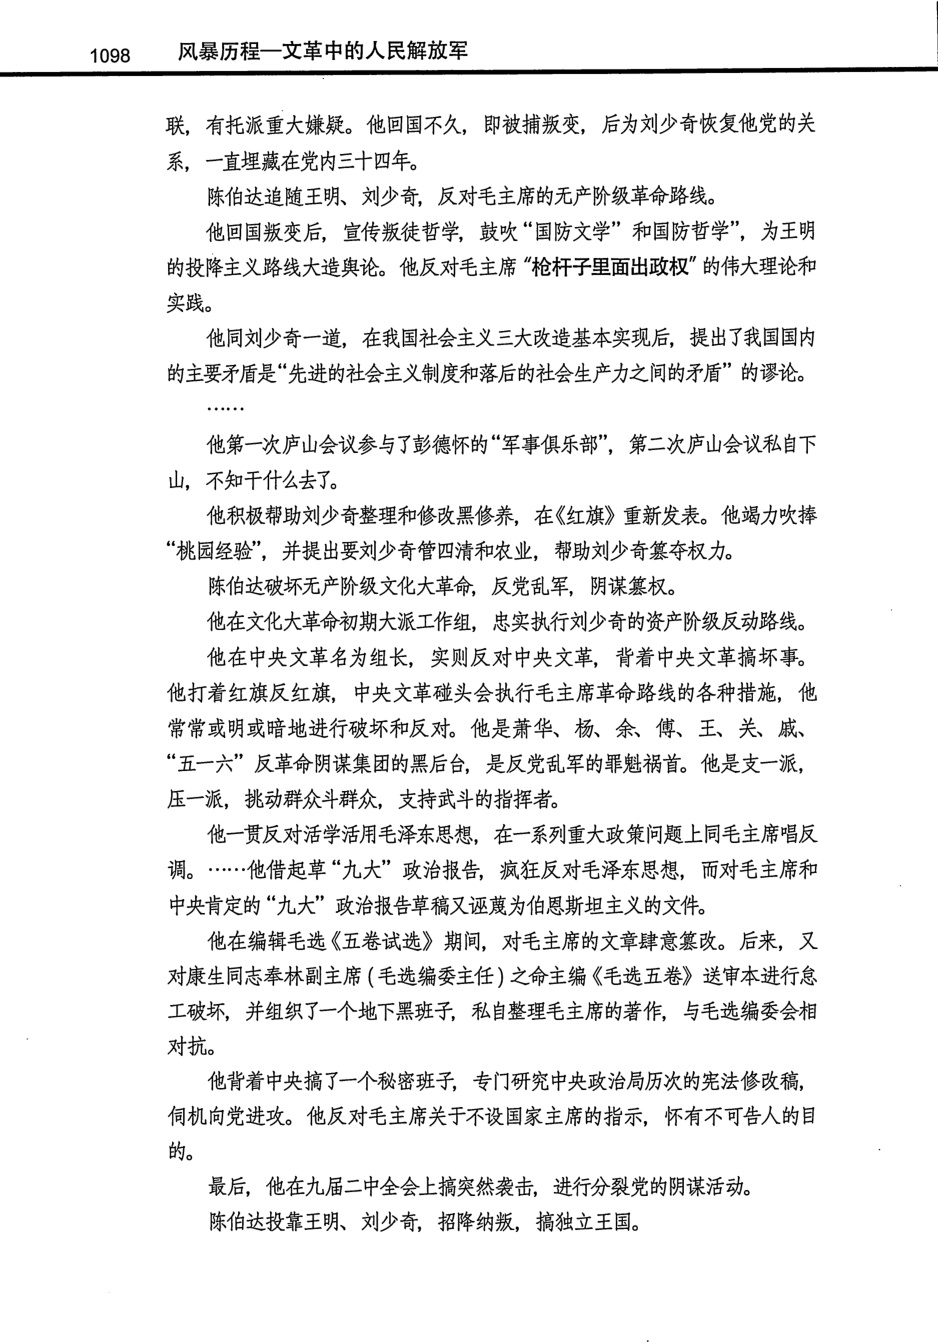 1098 风暴历程—文革中的人民解放军
联，有托派重大嫌疑。他回国不久，即被捕叛变，后为刘少奇恢复他党的关
系，一直埋藏在党内三十四年。
陈伯达追随王明、刘少奇，反对毛主席的无产阶级革命路线。
他回国叛变后，宣传叛徒哲学，鼓吹“国防文学”和国防哲学”，为王明
的投降主义路线大造舆论。他反对毛主席“枪杆子里面出政权”的伟大理论和
实践。
他同刘少奇一道，在我国社会主义三大改造基本实现后，提出了我国国内
的主要矛盾是“先进的社会主义制度和落后的社会生产力之间的矛盾”的谬论。
……
他第一次庐山会议参与了彭德怀的“军事俱乐部”，第二次庐山会议私自下
山，不知干什么去了。
他积极帮助刘少奇整理和修改黑修养，在《红旗》重新发表。他竭力吹捧
“桃园经验”，并提出要刘少奇管四清和农业，帮助刘少奇篡夺权力。
陈伯达破坏无产阶级文化大革命，反党乱军，阴谋篡权。
他在文化大革命初期大派工作组，忠实执行刘少奇的资产阶级反动路线。
他在中央文革名为组长，实则反对中央文革，背着中央文革搞坏事。
他打着红旗反红旗，中央文革碰头会执行毛主席革命路线的各种措施，他
常常或明或暗地进行破坏和反对。他是萧华、杨、余、傅、王、关、戚、
“五一六”反革命阴谋集团的黑后台，是反党乱军的罪魁祸首。他是支一派，
压一派，挑动群众斗群众，支持武斗的指挥者。
他一贯反对活学活用毛泽东思想，在一系列重大政策问题上同毛主席唱反
调。……他借起草“九大”政治报告，疯狂反对毛泽东思想，而对毛主席和
中央肯定的“九大”政治报告草稿又诬蔑为伯恩斯坦主义的文件。
他在编辑毛选《五卷试选》期间，对毛主席的文章肆意篡改。后来，又
对康生同志奉林副主席（毛选编委主任）之命主编《毛选五卷》送审本进行怠
工破坏，并组织了一个地下黑班子，私自整理毛主席的著作，与毛选编委会相
对抗。
他背着中央搞了一个秘密班子，专门研究中央政治局历次的宪法修改稿，
伺机向党进攻。他反对毛主席关于不设国家主席的指示，怀有不可告人的目
的。
最后，他在九届二中全会上搞突然袭击，进行分裂党的阴谋活动。
陈伯达投靠王明、刘少奇，招降纳叛，搞独立王国。